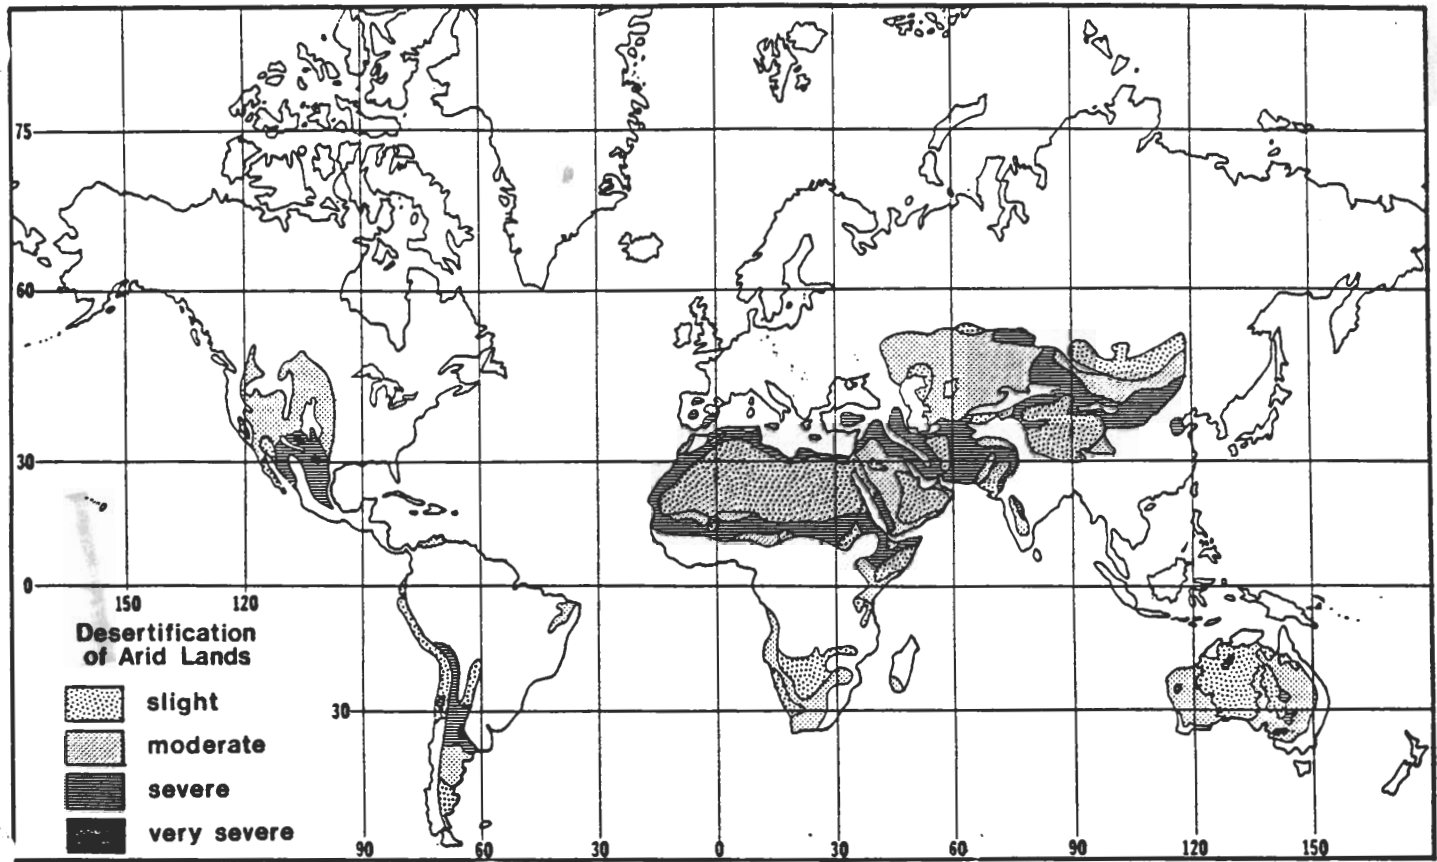 75
60
30
0
150 120
Desertification
of Arid Lands
slight
30
moderate
severe
very severe
90 60 30 0 30 60 90 120 150